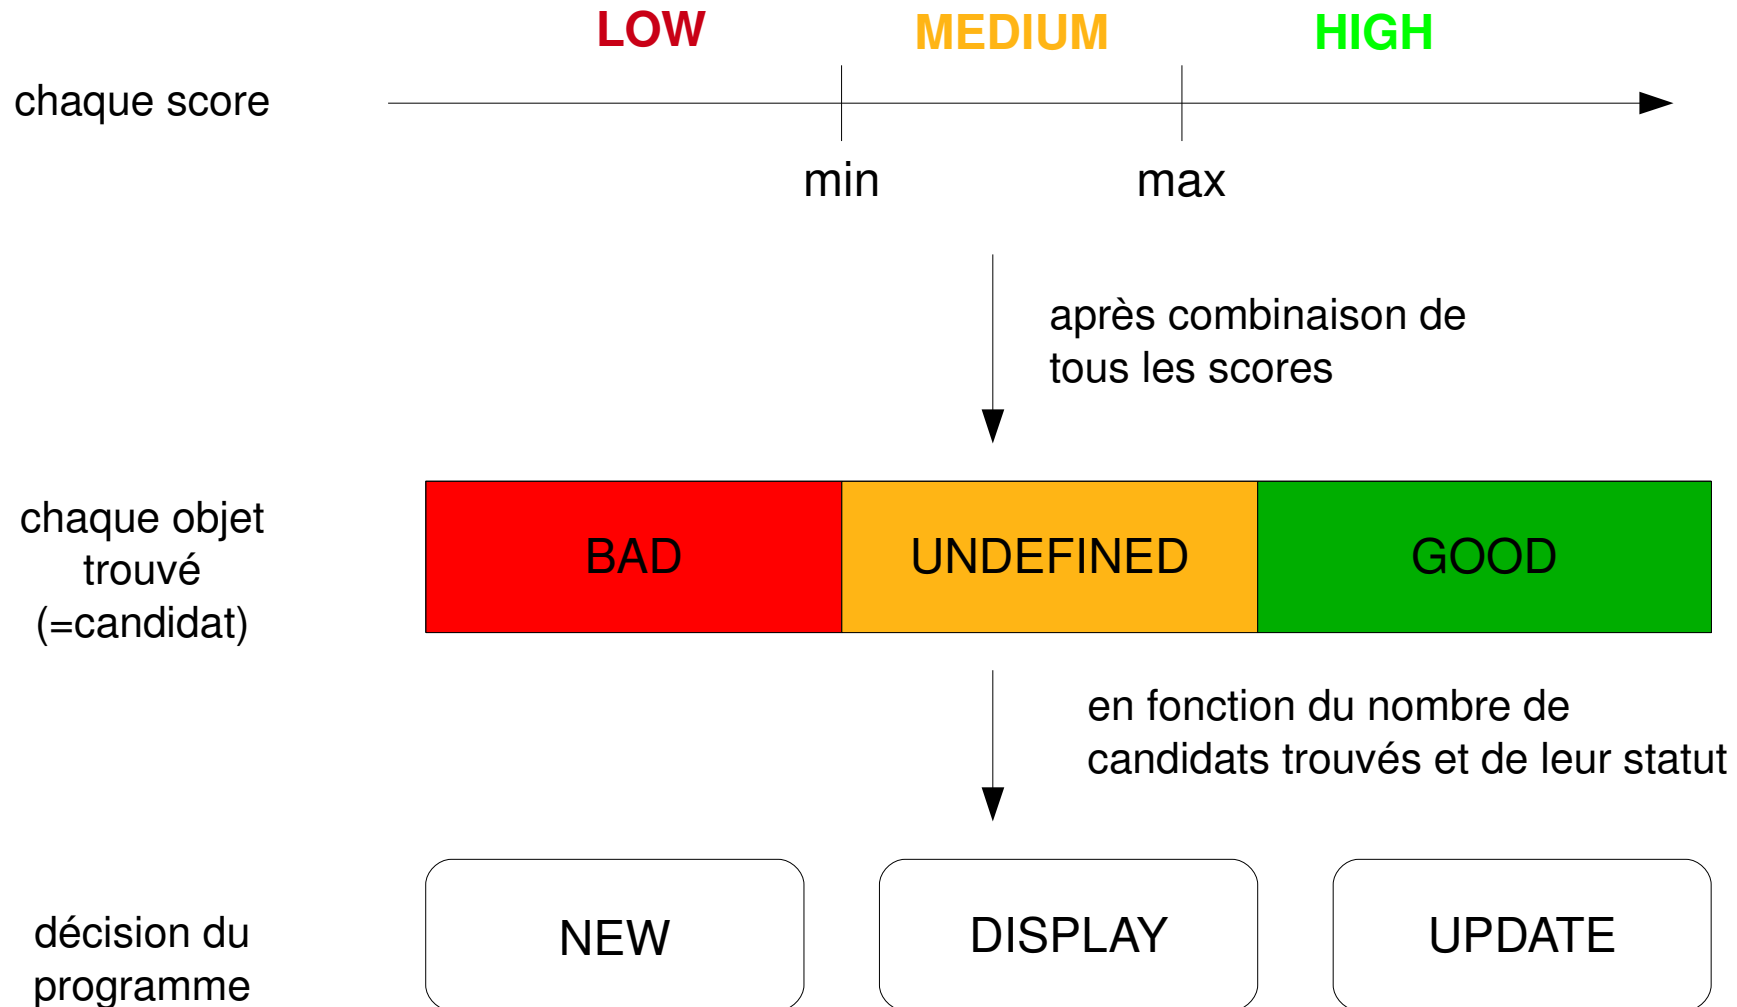 LOW MEDIUM HIGH
chaque score
min max
après combinaison de
tous les scores
chaque objet
trouvé
(=candidat)
BAD UNDEFINED GOOD
en fonction du nombre de
candidats trouvés et de leur statut
décision du
programme
NEW DISPLAY UPDATE